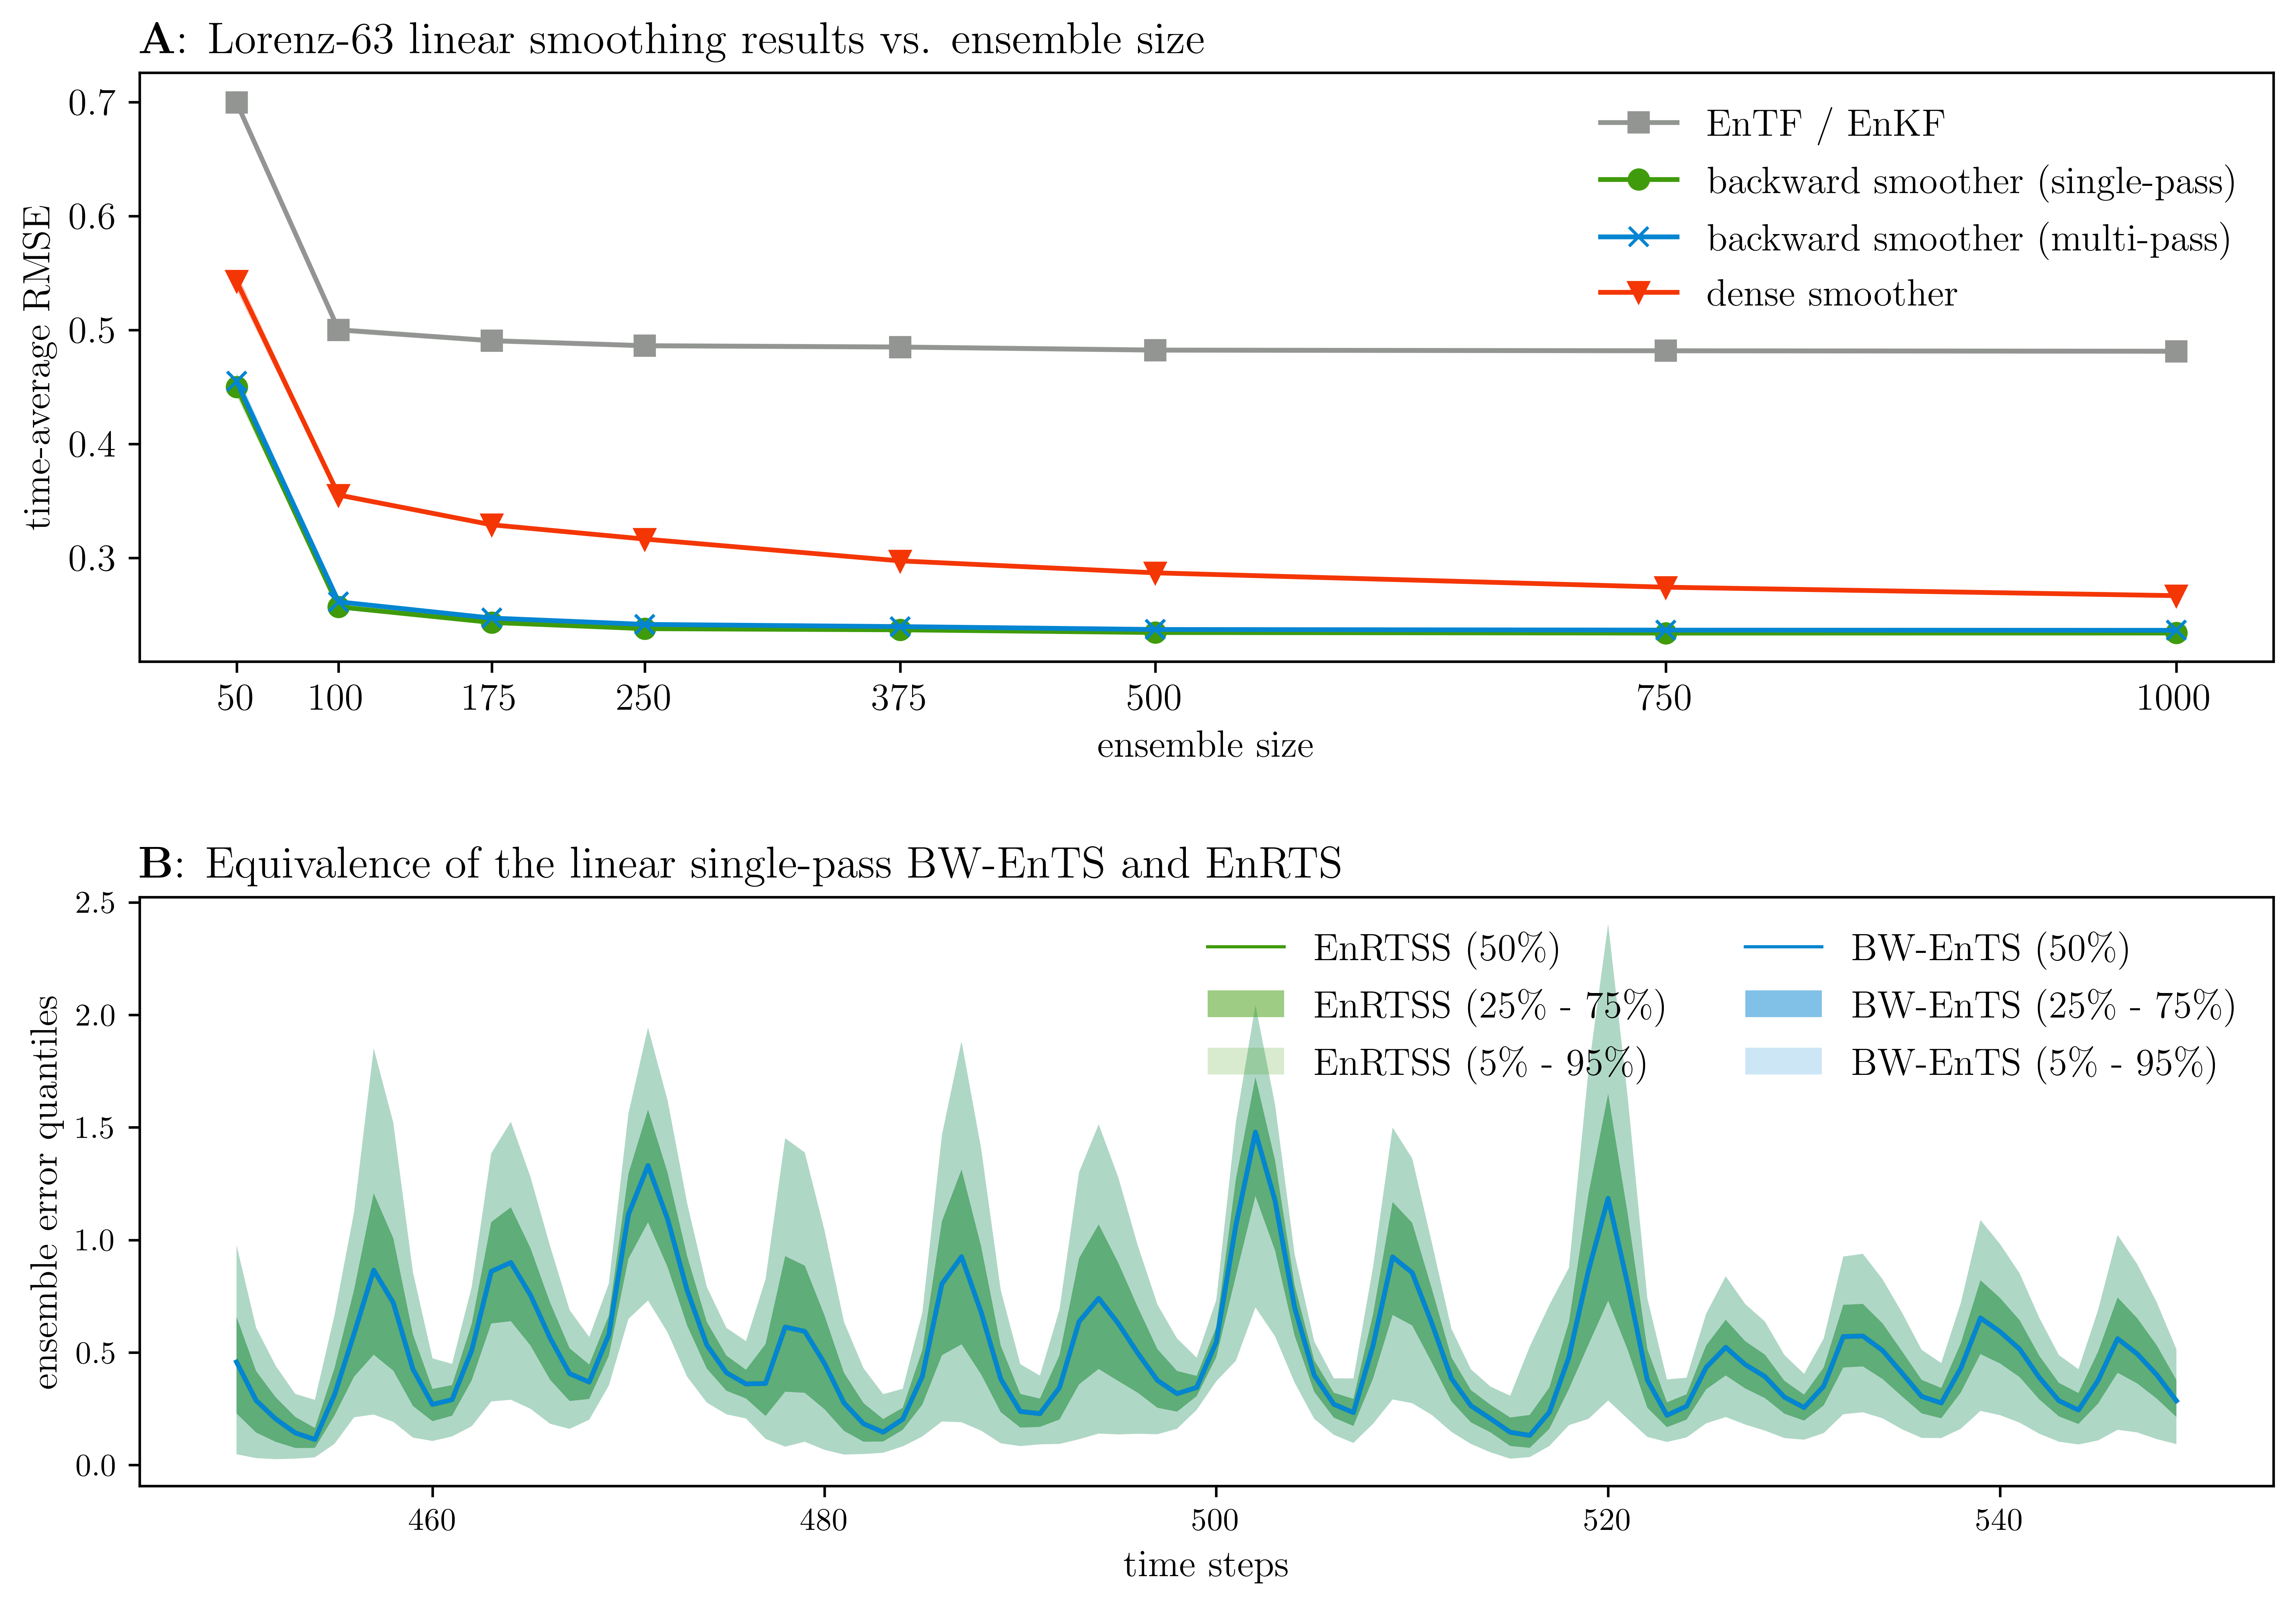 A: Lorenz-63 linear smoothing results vs. ensemble size
time-average RMSE
0.7
0.6
0.5
0.4
0.3
EnTF / EnKF
backward smoother (single-pass)
backward smoother (multi-pass)
dense smoother
50 100 175 250 375 500 750 1000
ensemble size
B: Equivalence of the linear single-pass BW-EnTS and EnRTS
ensemble error quantiles
2.5
2.0
1.5
1.0
0.5
0.0
EnRTSS (50%)
EnRTSS (25% - 75%)
EnRTSS (5% - 95%)
BW-EnTS (50%)
BW-EnTS (25% - 75%)
BW-EnTS (5% - 95%)
460 480 500 520 540
time steps